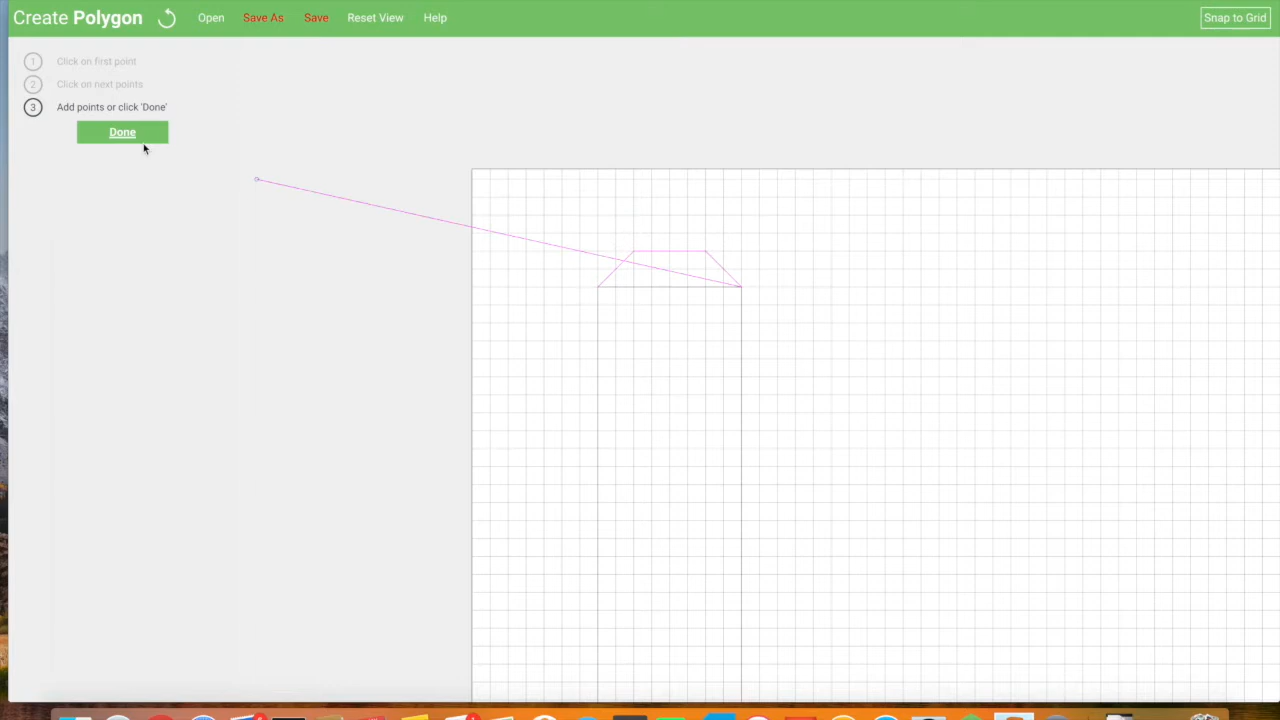 Create Polygon Open Save As Save Reset View Help Snap to Grid
1 Click on first point
2 Click on next points
3 Add points or click 'Done'
Done